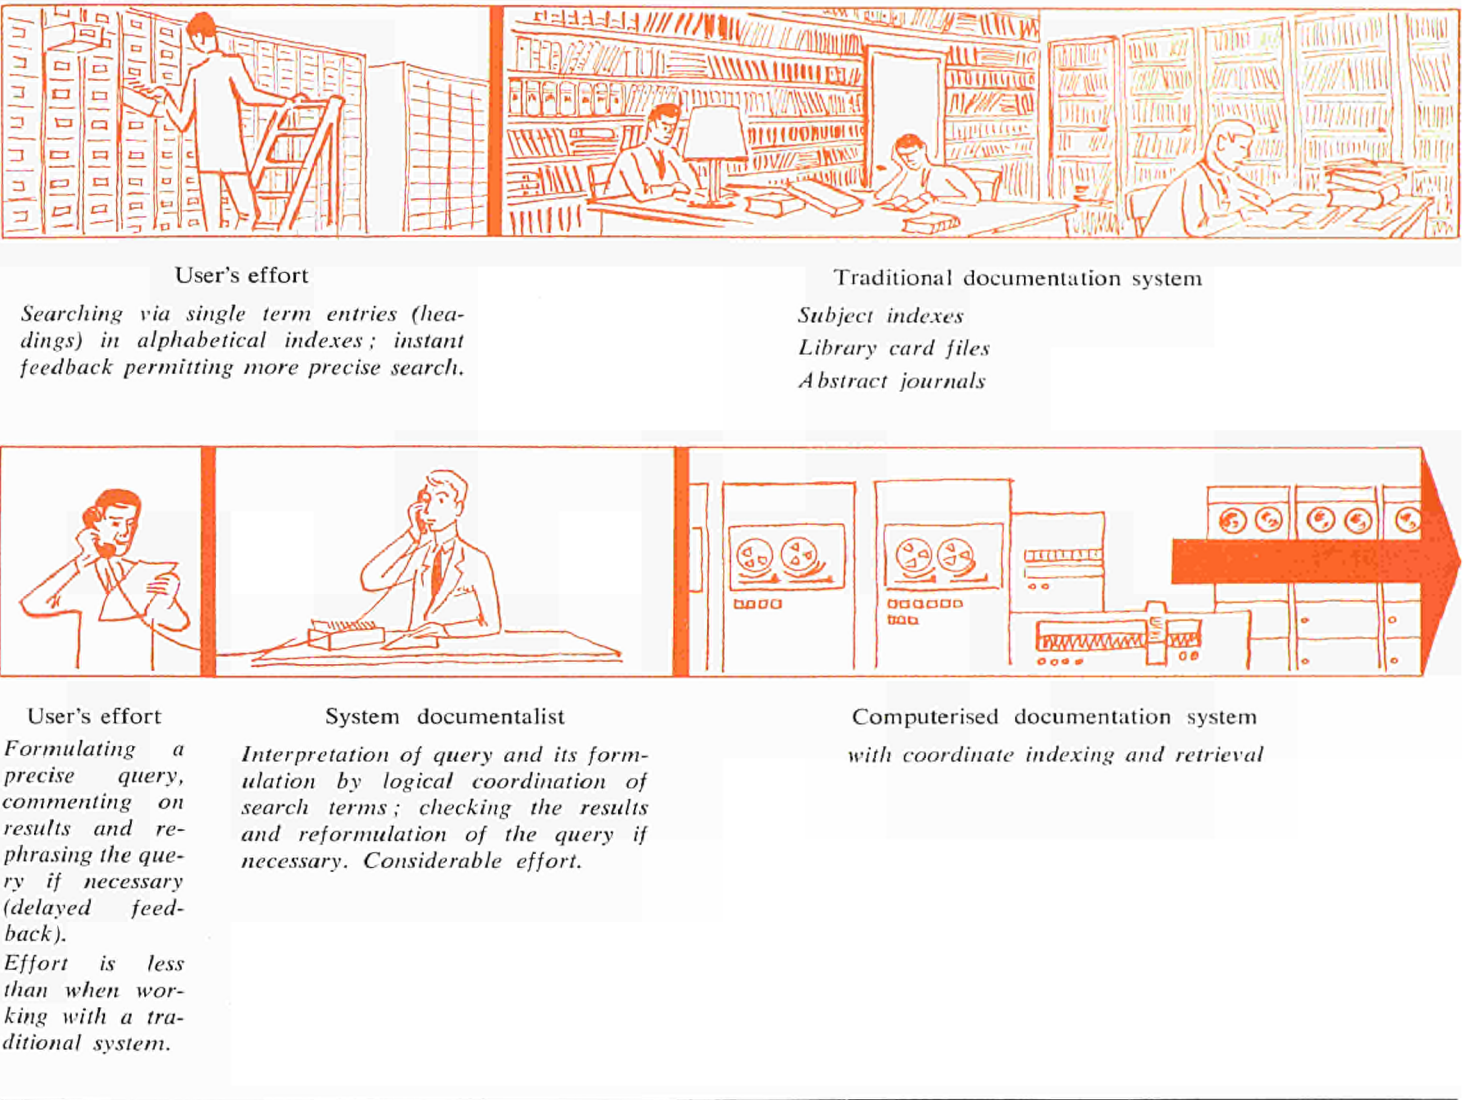 User's effort
Searching via single term entries (hea-
dings) in alphabetical indexes ; instant
feedback permitting more precise search.
Traditional documentation system
Subject indexes
Library card files
Abstract journals
User's effort
Formulating a
precise query,
commenting on
results and re-
phrasing the que-
ry if necessary
(delayed feed-
back).
Effort is less
than when wor-
king with a tra-
ditional system.
System documentalist
Interpretation of query and its form-
ulation by logical coordination of
search terms ; checking the results
and reformulation of the query if
necessary. Considerable effort.
Computerised documentation system
with coordinate indexing and retrieval